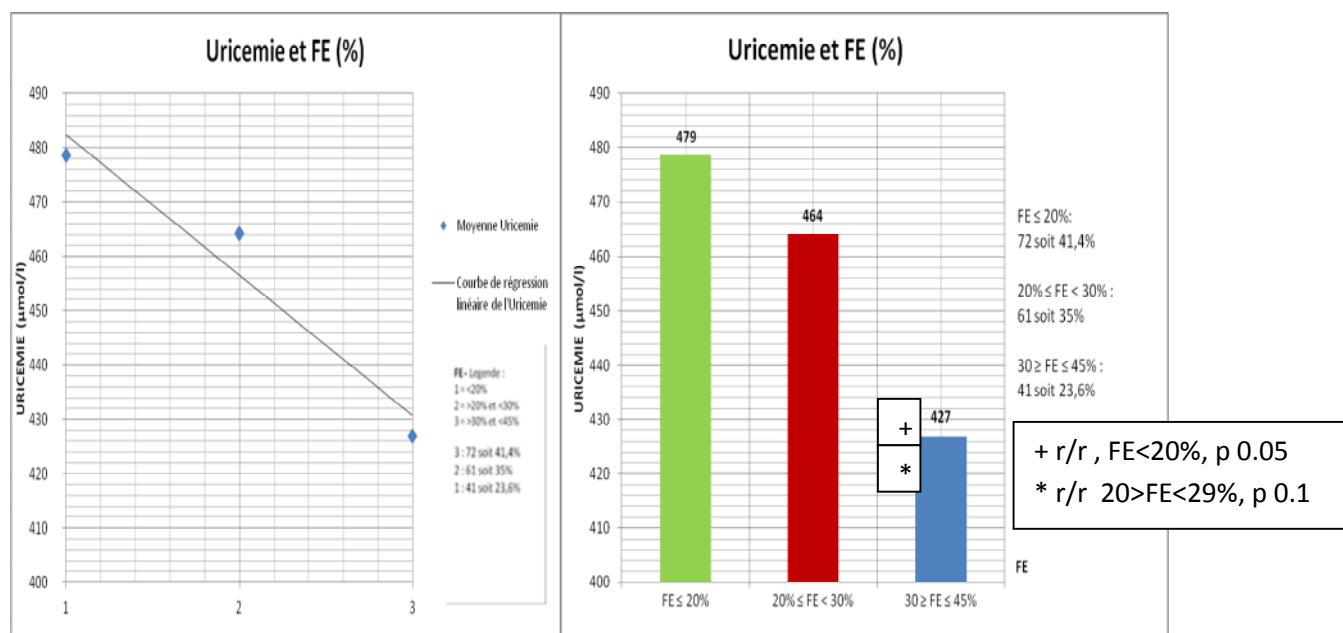 Uricemie et FE (%)
490
480
470
460
450
440
430
420
410
400
URICEMIE (µmol/l)
1
2
3
Moyenne Uricemie
Courbe de régression
linéaire de l'Uricemie
FE- Legende :
1 = <20%
2 = >20% et <30%
3 = >30% et <45%
3 : 72 soit 41,4%
2 : 61 soit 35%
1 : 41 soit 23,6%
Uricemie et FE (%)
490
480
470
460
450
440
430
420
410
400
URICEMIE (µmol/l)
479
464
427
+
*
FE ≤ 20%
20% ≤ FE < 30%
30 ≥ FE ≤ 45%
FE ≤ 20%:
72 soit 41,4%
20% ≤ FE < 30% :
61 soit 35%
30 ≥ FE ≤ 45% :
41 soit 23,6%
FE
+ r/r , FE<20%, p 0.05
* r/r 20>FE<29%, p 0.1